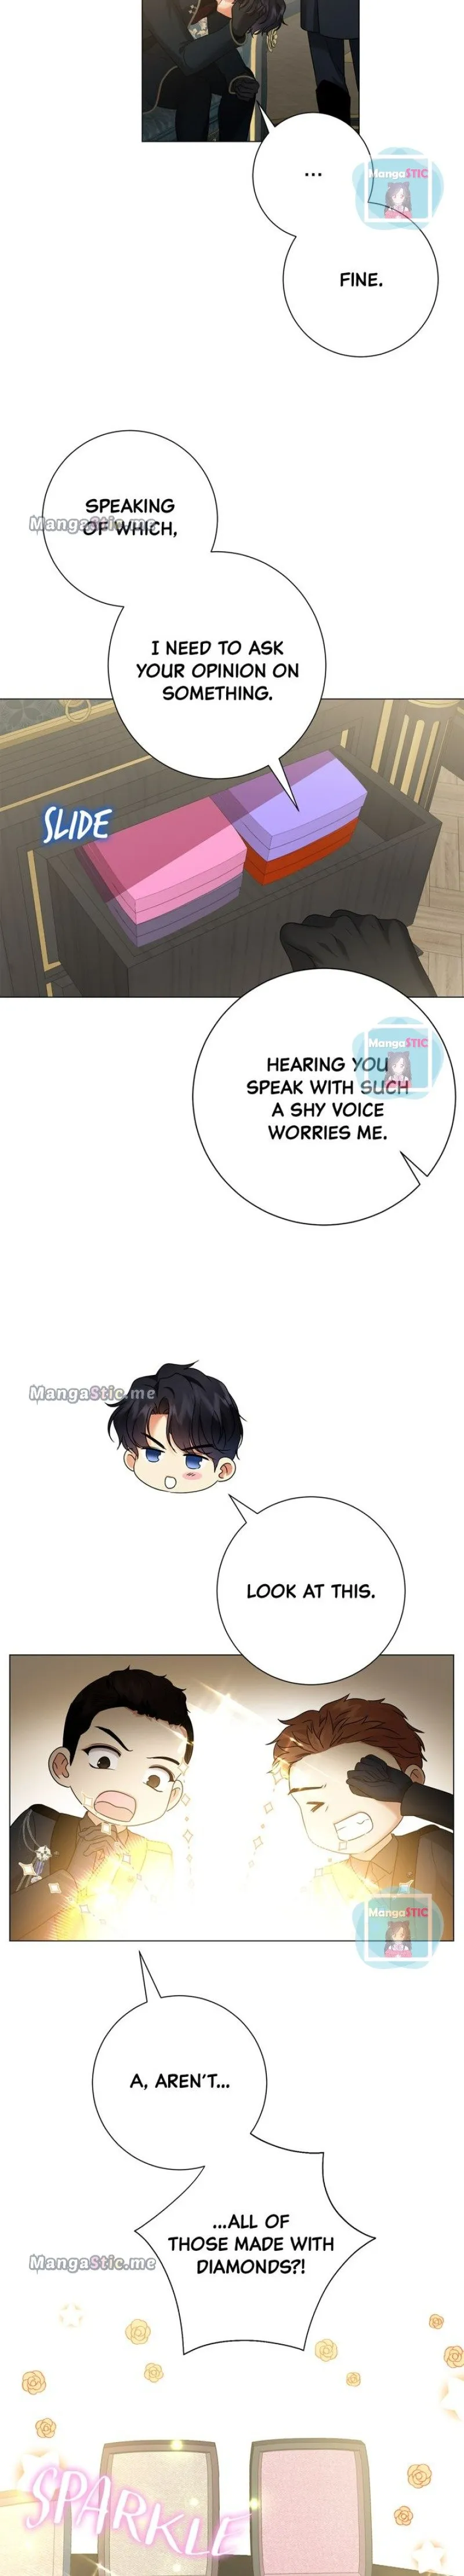 ...
MangaSTIC
FINE.
SPEAKING
OF WHICH,
MangaStic.me
I NEED TO ASK
YOUR OPINION ON
SOMETHING.
SLIDE
HEARING YOU
SPEAK WITH SUCH
A SHY VOICE
WORRIES ME.
MangaSTIC
MangaStic.me
LOOK AT THIS.
MangaSTIC
A, AREN'T...
...ALL OF
THOSE MADE WITH
DIAMONDS?!
MangaStic.me
SPARKLE